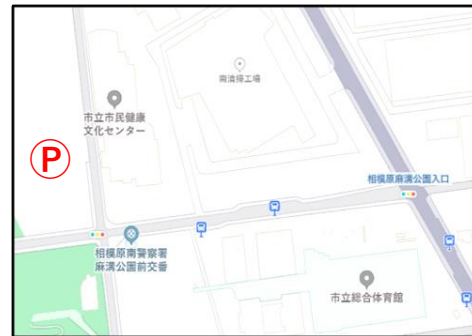 南清掃工場
市立市民健康
文化センター
P
相模原麻溝公園入口
相模原南警察署
麻溝公園前交番
市立総合体育館